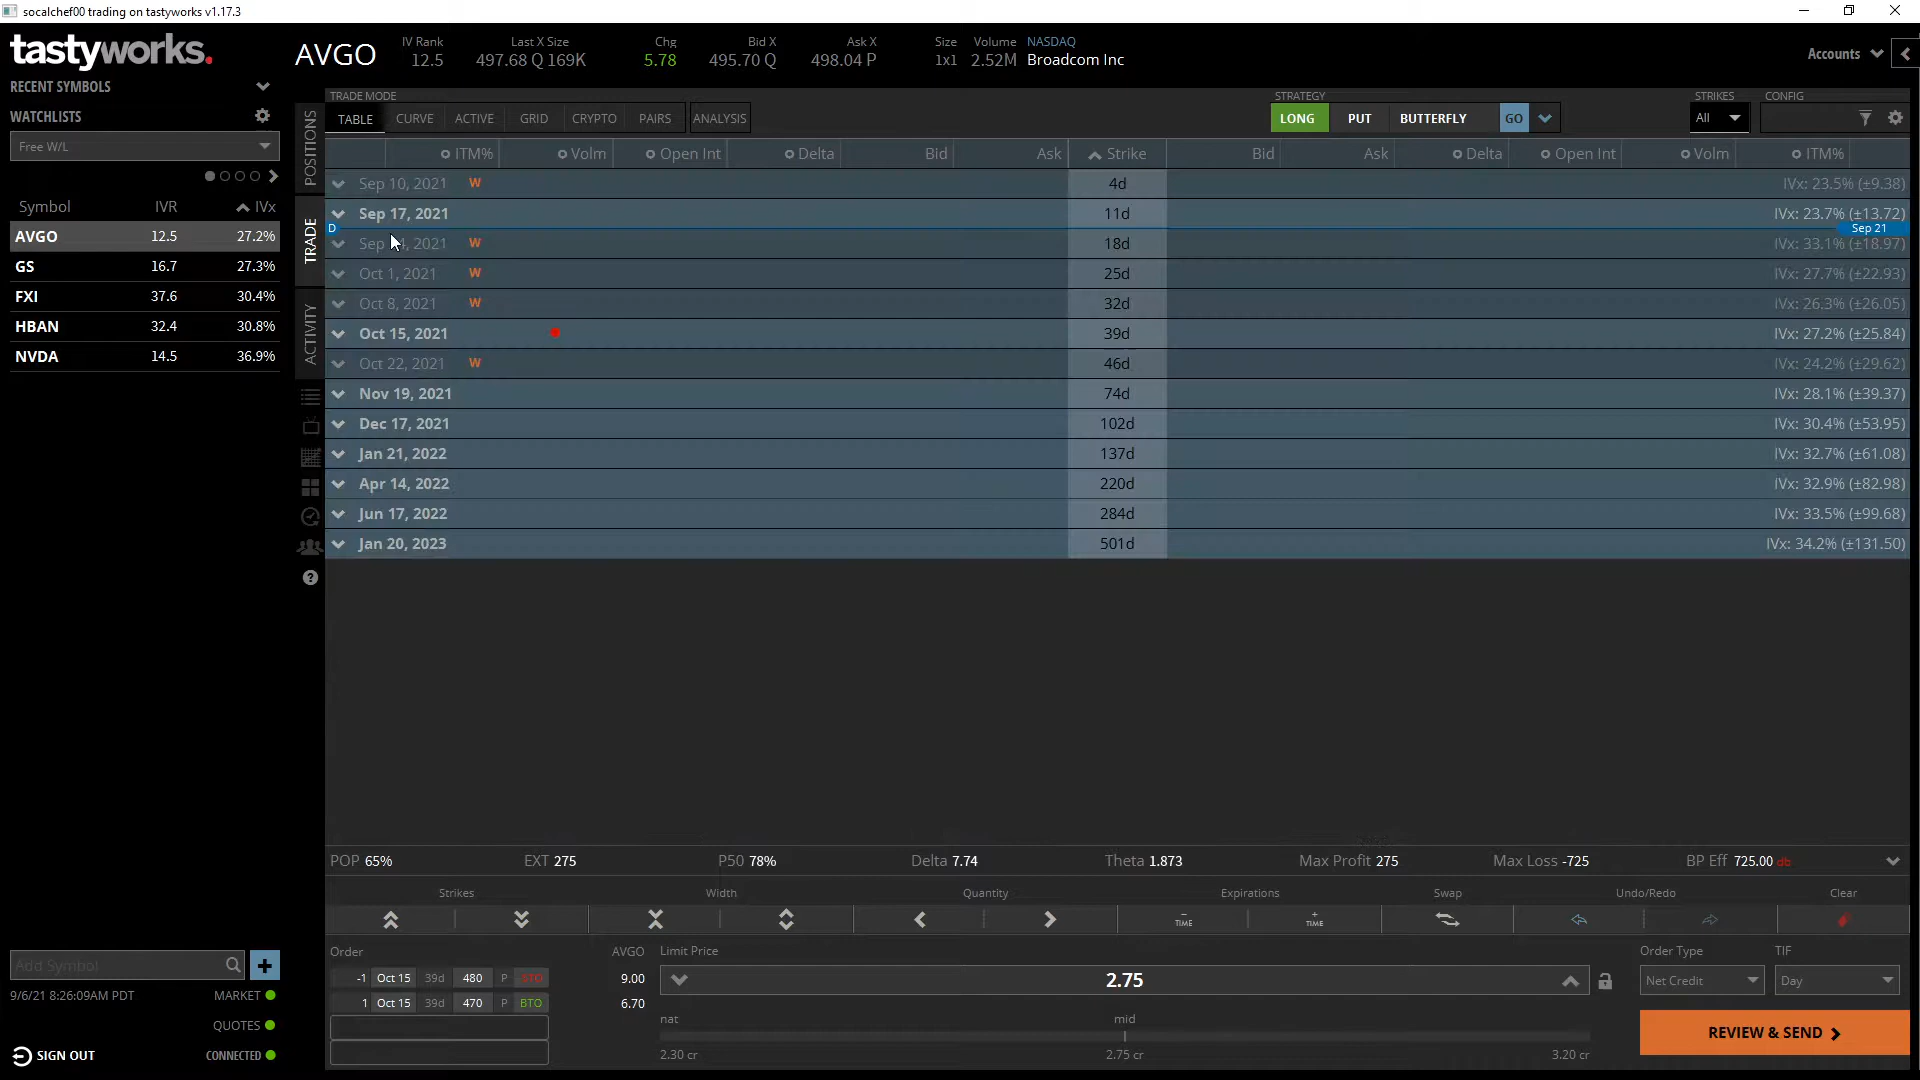 socalchef00 trading on tastyworks v1.17.3
tastyworks.
AVGO
IV Rank
12.5
Last X Size
497.68 Q 169K
Chg
5.78
Bid X
495.70 Q
Ask X
498.04 P
Size
1x1
Volume
2.52M
NASDAQ
Broadcom Inc
Accounts
RECENT SYMBOLS
WATCHLISTS
Free W/L
Symbol IVR IVx
AVGO 12.5 27.2%
GS 16.7 27.3%
FXI 37.6 30.4%
HBAN 32.4 30.8%
NVDA 14.5 36.9%
POSITIONS
TRADE
ACTIVITY
TRADE MODE
TABLE CURVE ACTIVE GRID CRYPTO PAIRS ANALYSIS
STRATEGY
LONG PUT BUTTERFLY GO
STRIKES
All
CONFIG
ITM% Volm Open Int Delta Bid Ask Strike Bid Ask Delta Open Int Volm ITM%
Sep 10, 2021 W 4d IVx: 23.5% (±9.38)
Sep 17, 2021 11d IVx: 23.7% (±13.72)
D Sep 21
Sep 4, 2021 W 18d IVx: 33.1% (±18.97)
Oct 1, 2021 W 25d IVx: 27.7% (±22.93)
Oct 8, 2021 W 32d IVx: 26.3% (±26.05)
Oct 15, 2021 39d IVx: 27.2% (±25.84)
Oct 22, 2021 W 46d IVx: 24.2% (±29.62)
Nov 19, 2021 74d IVx: 28.1% (±39.37)
Dec 17, 2021 102d IVx: 30.4% (±53.95)
Jan 21, 2022 137d IVx: 32.7% (±61.08)
Apr 14, 2022 220d IVx: 32.9% (±82.98)
Jun 17, 2022 284d IVx: 33.5% (±99.68)
Jan 20, 2023 501d IVx: 34.2% (±131.50)
POP 65% EXT 275 P50 78% Delta 7.74 Theta 1.873 Max Profit 275 Max Loss -725 BP Eff 725.00 db
Strikes Width Quantity Expirations Swap Undo/Redo Clear
TIME TIME
Order AVGO Limit Price Order Type TIF
-1 Oct 15 39d 480 P STO 9.00 2.75 Net Credit Day
1 Oct 15 39d 470 P BTO 6.70
nat mid
2.30 cr 2.75 cr 3.20 cr
REVIEW & SEND
Add Symbol
9/6/21 8:26:09AM PDT MARKET
QUOTES
SIGN OUT CONNECTED